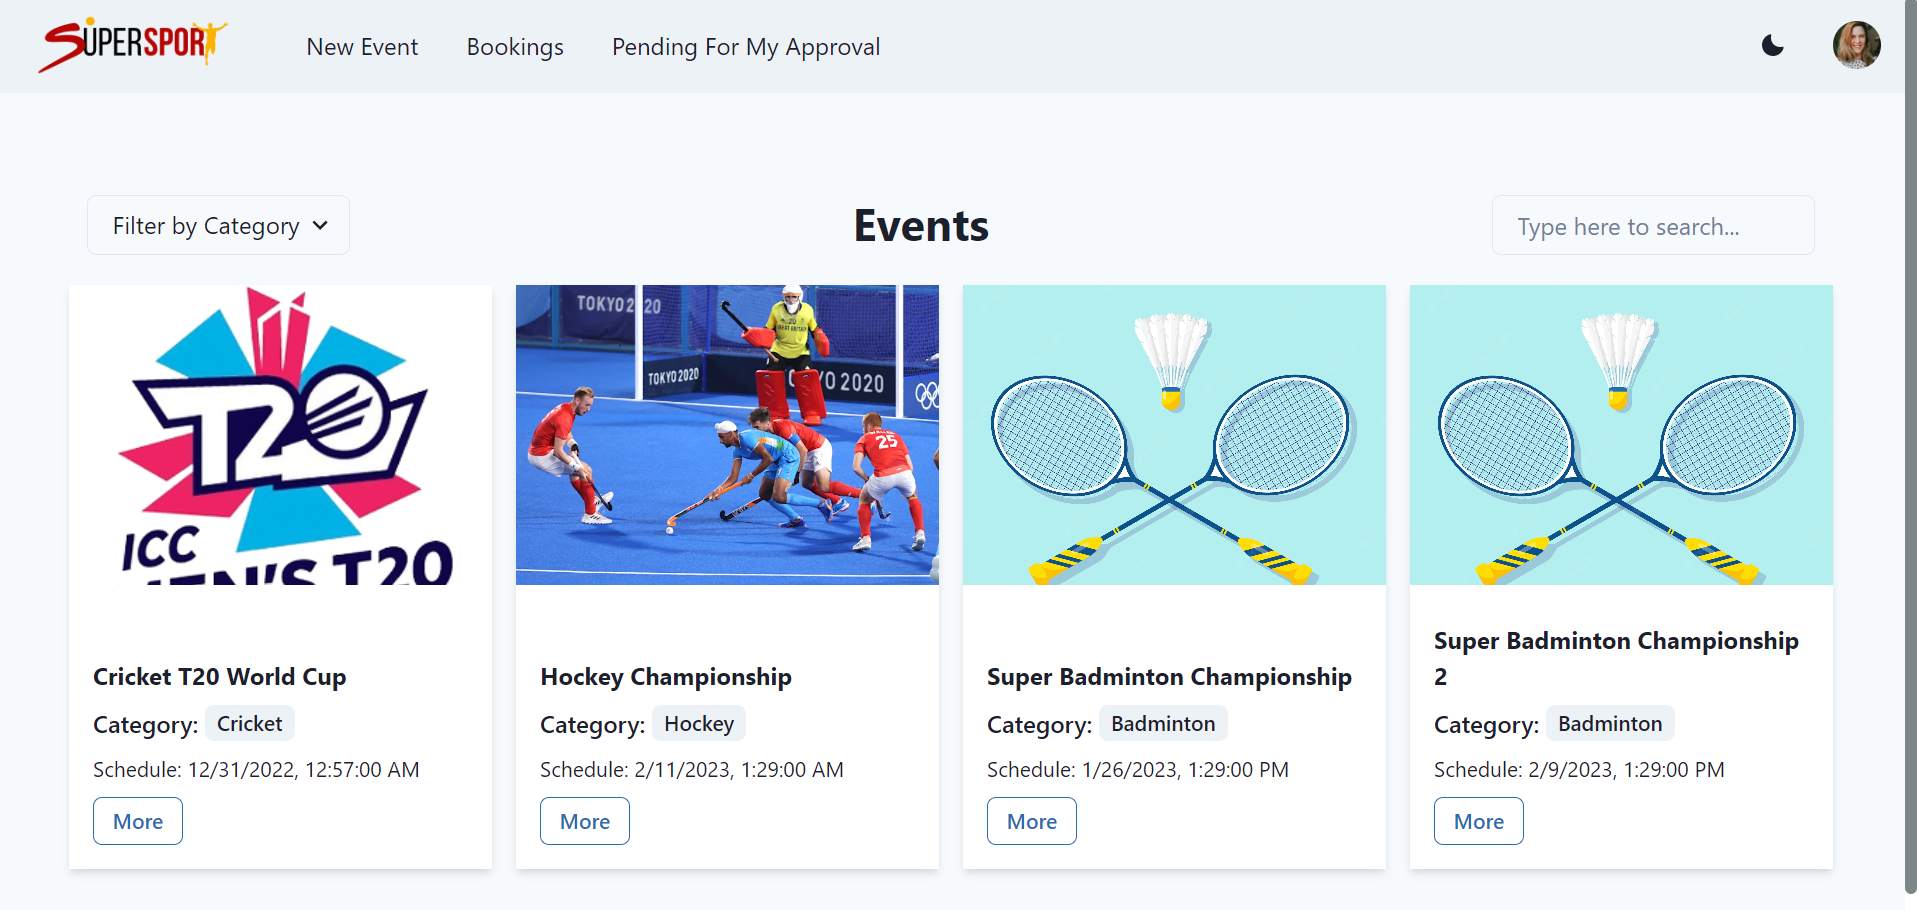 SUPERSPORT
New Event
Bookings
Pending For My Approval
Filter by Category
Events
Type here to search...
T20
ICC
MEN'S T20
TOKYO 2020
TOKYO 2020
TOKYO 2020
20
GREAT BRITAIN
25
Cricket T20 World Cup
Category: Cricket
Schedule: 12/31/2022, 12:57:00 AM
More
Hockey Championship
Category: Hockey
Schedule: 2/11/2023, 1:29:00 AM
More
Super Badminton Championship
Category: Badminton
Schedule: 1/26/2023, 1:29:00 PM
More
Super Badminton Championship
2
Category: Badminton
Schedule: 2/9/2023, 1:29:00 PM
More